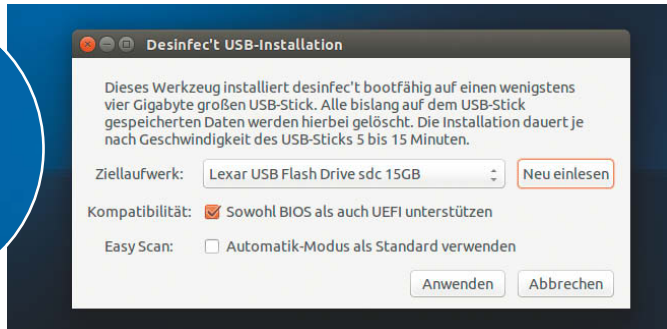 Desinfec't USB-Installation
Dieses Werkzeug installiert desinfec't bootfähig auf einen wenigstens
vier Gigabyte großen USB-Stick. Alle bislang auf dem USB-Stick
gespeicherten Daten werden hierbei gelöscht. Die Installation dauert je
nach Geschwindigkeit des USB-Sticks 5 bis 15 Minuten.
Ziellaufwerk: Lexar USB Flash Drive sdc 15GB Neu einlesen
Kompatibilität: Sowohl BIOS als auch UEFI unterstützen
Easy Scan: Automatik-Modus als Standard verwenden
Anwenden Abbrechen